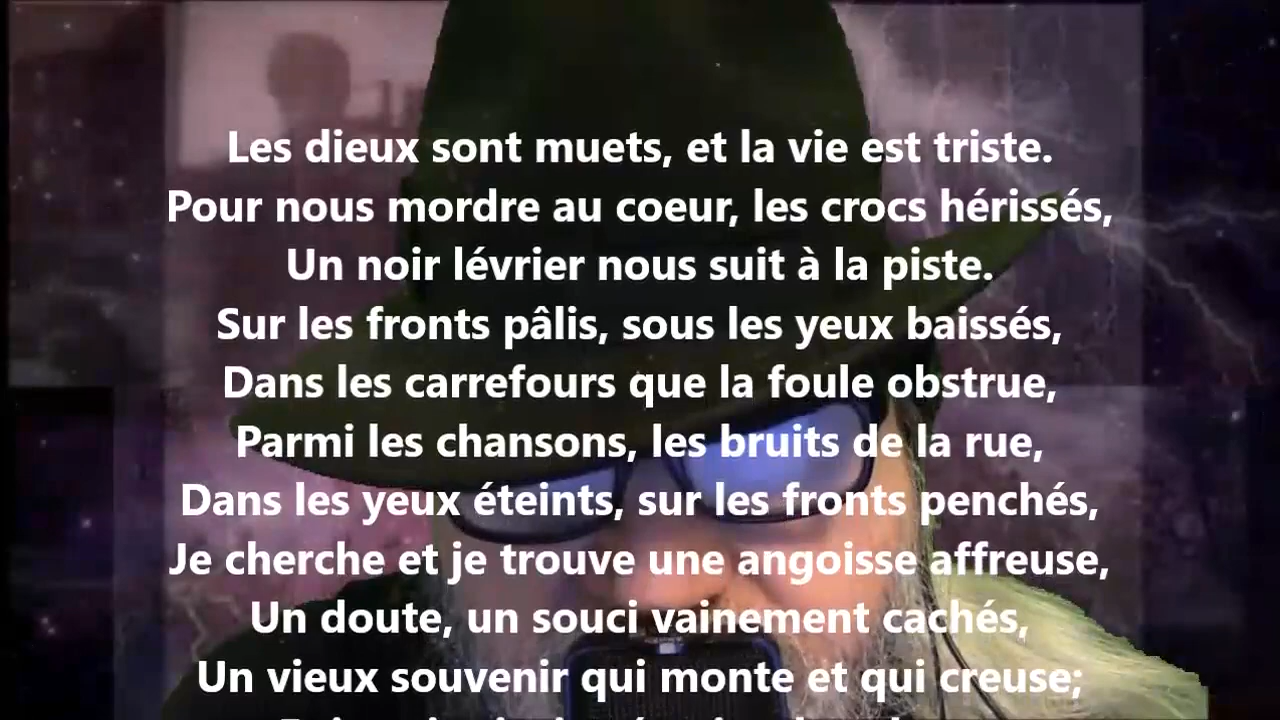 Les dieux sont muets, et la vie est triste.
Pour nous mordre au coeur, les crocs hérissés,
Un noir lévrier nous suit à la piste.
Sur les fronts pâlis, sous les yeux baissés,
Dans les carrefours que la foule obstrue,
Parmi les chansons, les bruits de la rue,
Dans les yeux éteints, sur les fronts penchés,
Je cherche et je trouve une angoisse affreuse,
Un doute, un souci vainement cachés,
Un vieux souvenir qui monte et qui creuse;